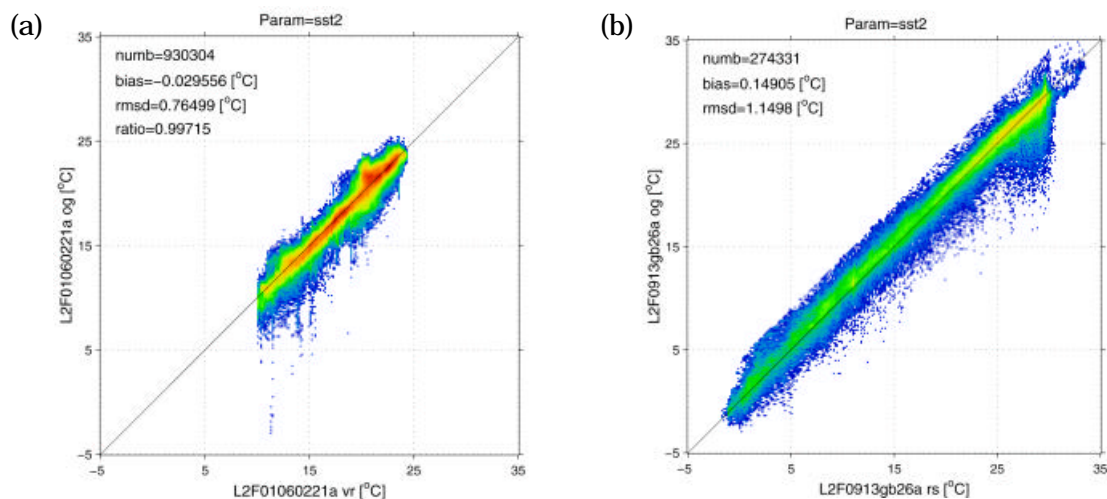 (a)
Param=sst2
numb=930304
bias=−0.029556 [°C]
rmsd=0.76499 [°C]
ratio=0.99715
35
25
15
5
−5
L2F01060221a og [°C]
−5 5 15 25 35
L2F01060221a vr [°C]
(b)
Param=sst2
numb=274331
bias=0.14905 [°C]
rmsd=1.1498 [°C]
35
25
15
5
−5
L2F0913gb26a og [°C]
−5 5 15 25 35
L2F0913gb26a rs [°C]